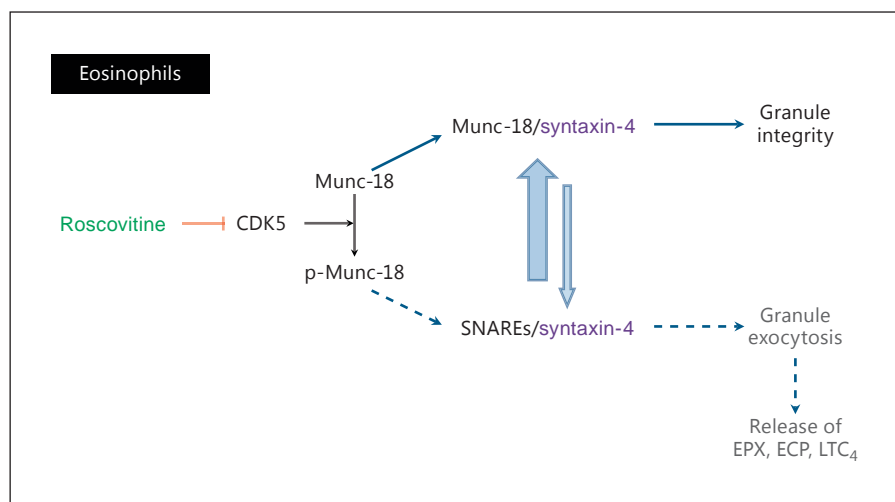 Eosinophils
Munc-18/syntaxin-4
Granule
integrity
Munc-18
Roscovitine
CDK5
p-Munc-18
SNAREs/syntaxin-4
Granule
exocytosis
Release of
EPX, ECP, LTC₄